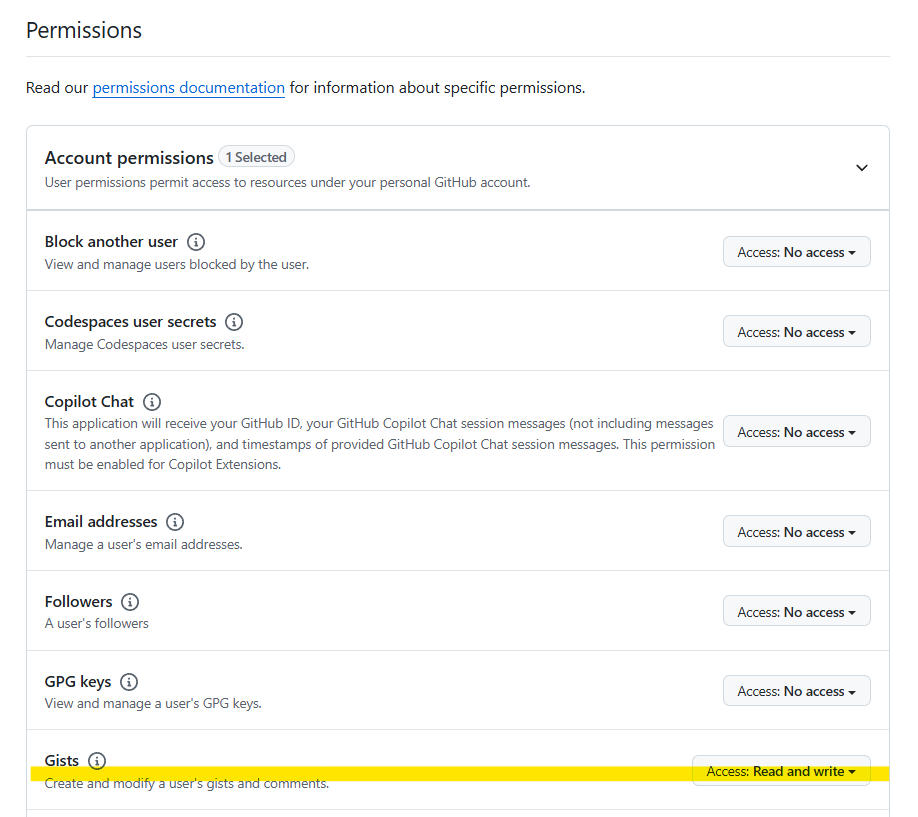 Permissions
Read our permissions documentation for information about specific permissions.
Account permissions 1 Selected
User permissions permit access to resources under your personal GitHub account.
Block another user
View and manage users blocked by the user.
Access: No access
Codespaces user secrets
Manage Codespaces user secrets.
Access: No access
Copilot Chat
This application will receive your GitHub ID, your GitHub Copilot Chat session messages (not including messages
sent to another application), and timestamps of provided GitHub Copilot Chat session messages. This permission
must be enabled for Copilot Extensions.
Access: No access
Email addresses
Manage a user's email addresses.
Access: No access
Followers
A user's followers
Access: No access
GPG keys
View and manage a user's GPG keys.
Access: No access
Gists
Create and modify a user's gists and comments.
Access: Read and write